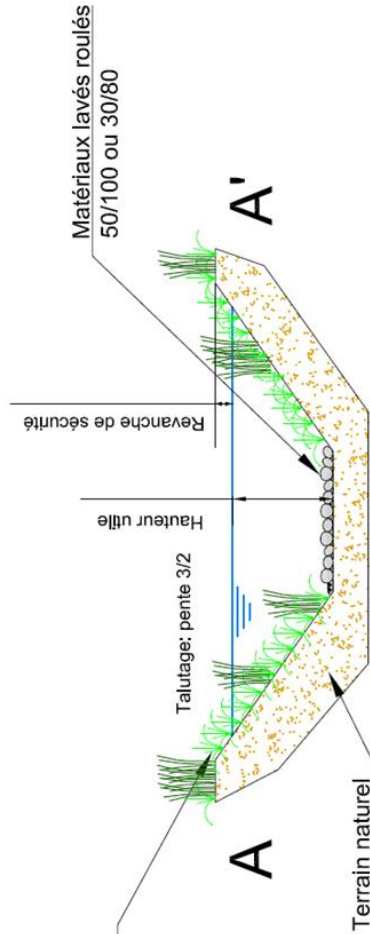 Matériaux lavés roulés
50/100 ou 30/80
Revanche de sécurité
Hauteur utile
Talutage: pente 3/2
A
A'
Terrain naturel